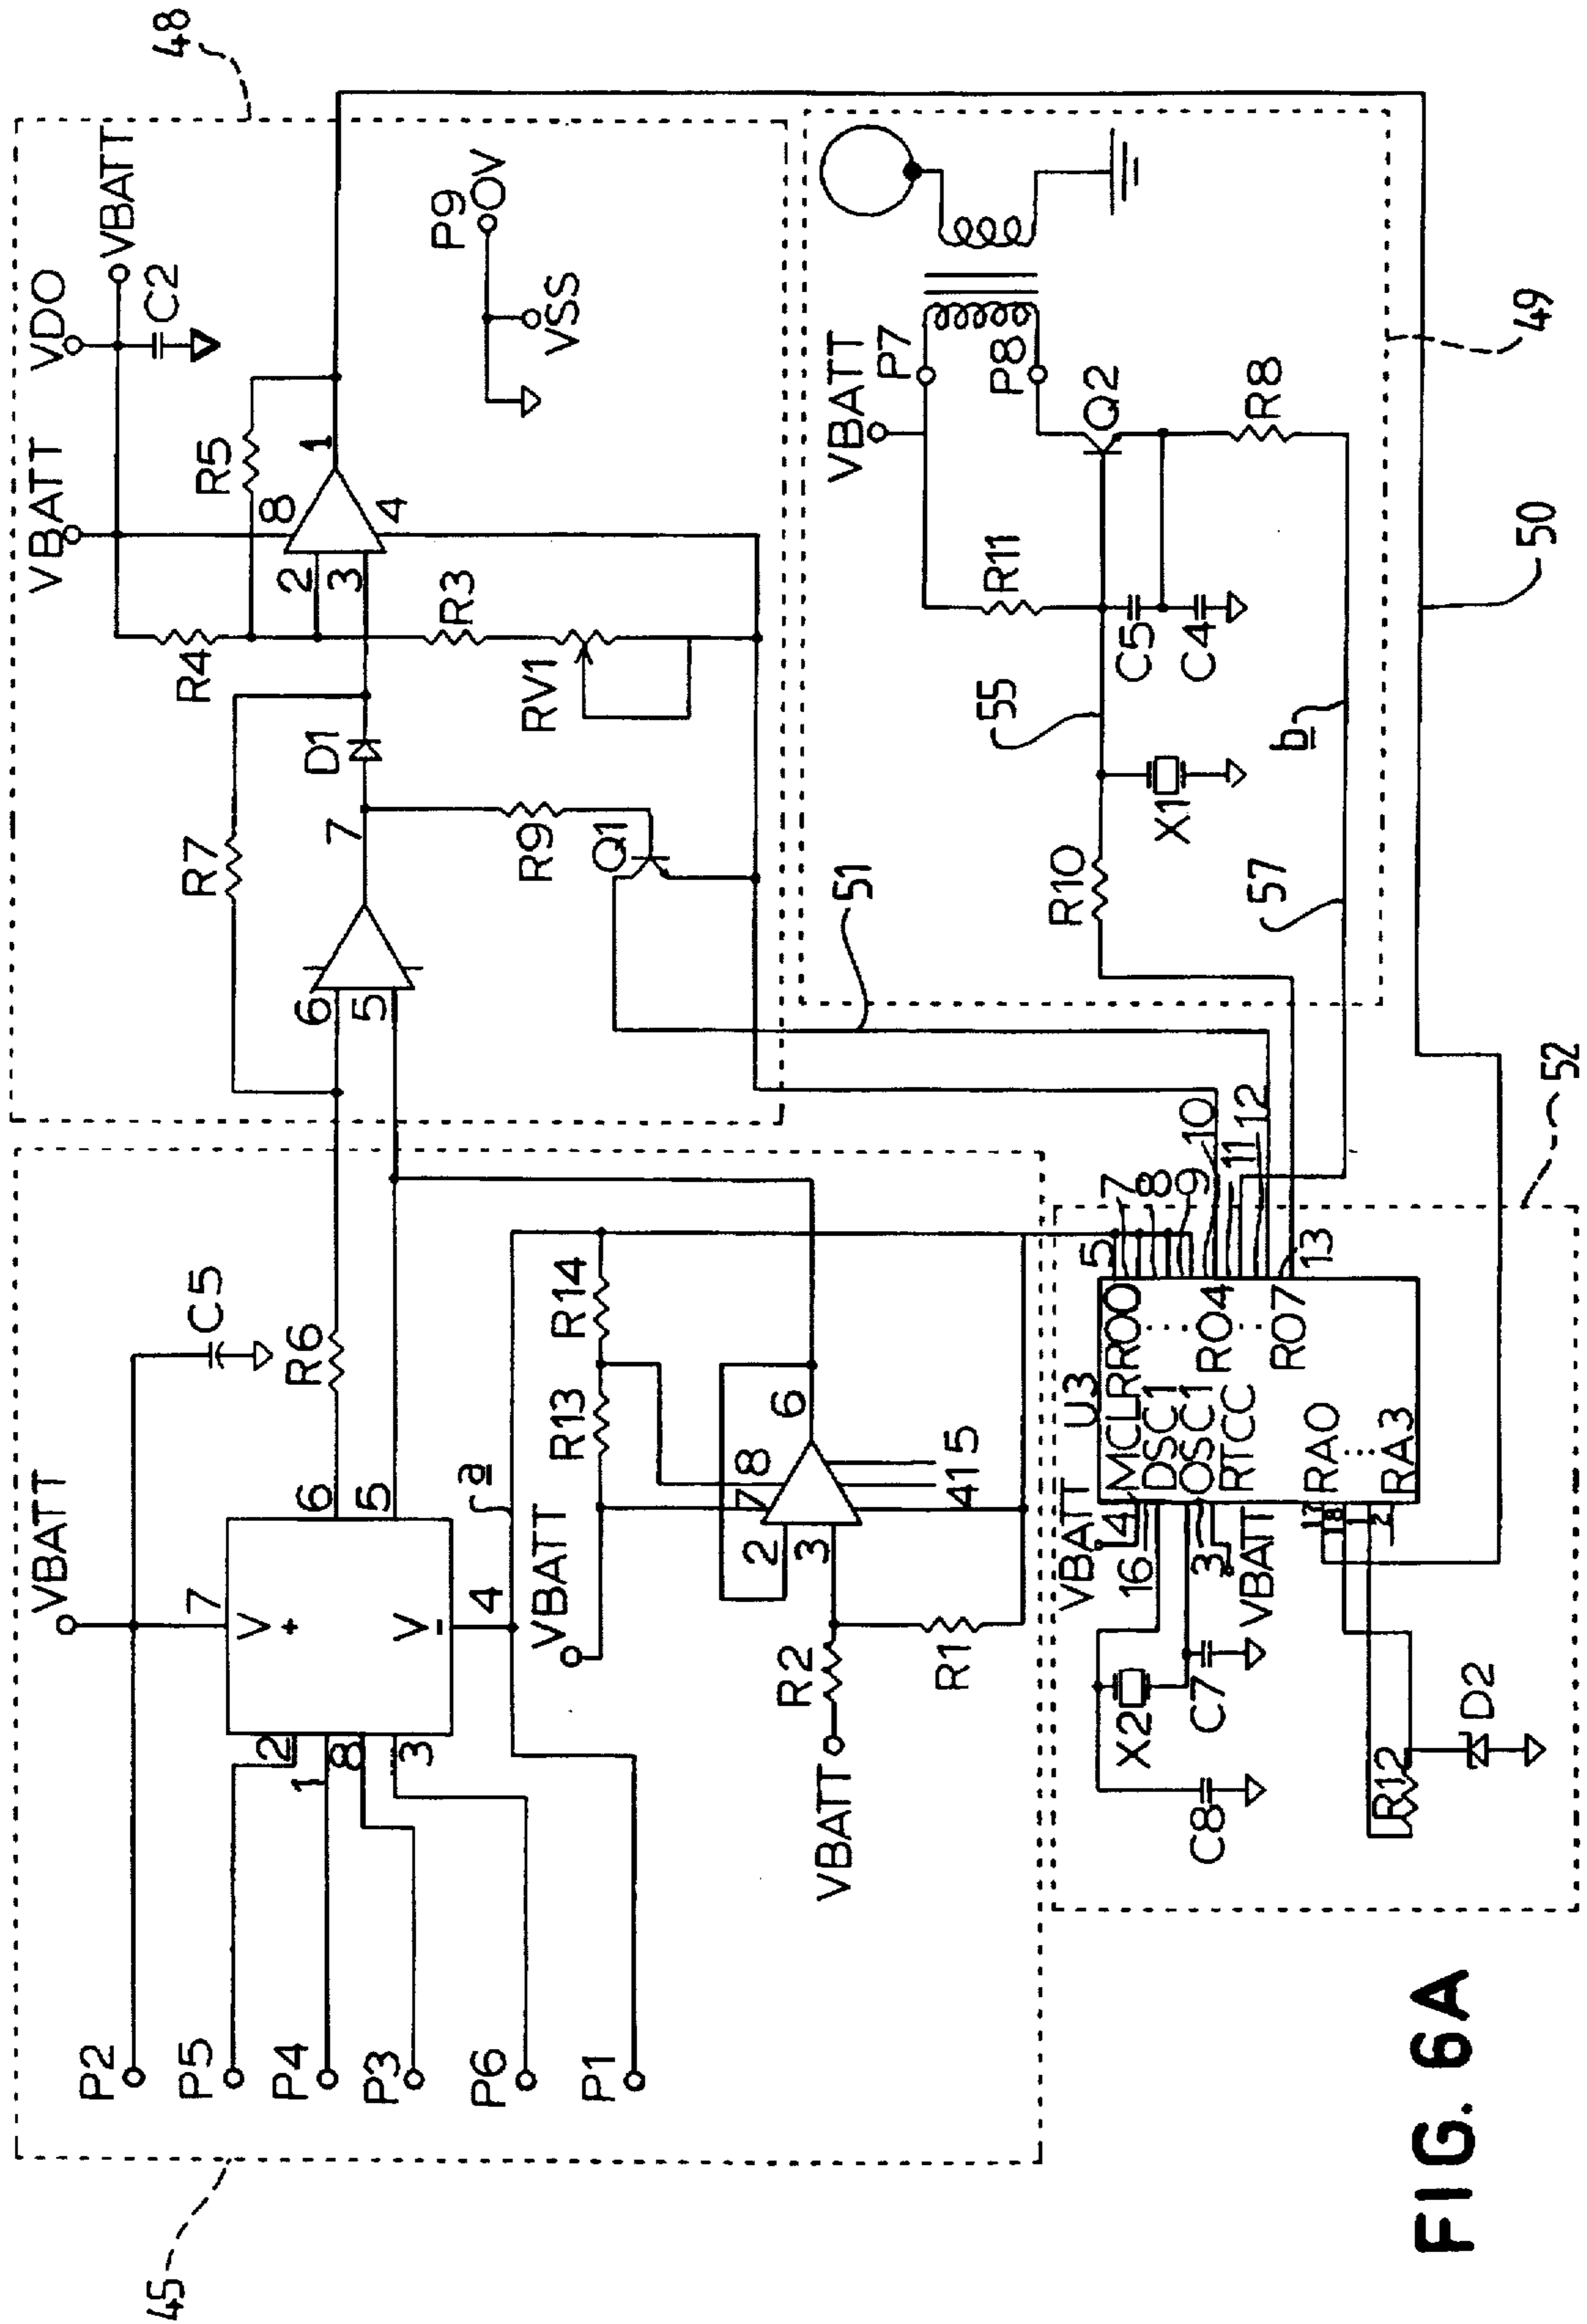 48
VBATT
VDO
VBATT
C2
R5
8
1
P9
OV
VSS
4
2
3
R4
R3
RV1
D1
7
R7
R9
Q1
6
5
51
VBATT
P7
P8
Q2
R8
R11
C5
C4
55
X1
R10
57
b
49
50
VBATT
C5
R6
6
5
7
V
+
V
-
4
a
2
1
8
3
P2
P5
P4
P3
P6
P1
VBATT
R13
R14
7
8
6
2
3
4
1
5
R2
R1
VBATT
45
52
U3
MCLR
ROO
DSC1
OSC1
RO4
RTCC
RO7
RAO
RA3
5
7
8
9
10
11
12
13
VBATT
4
16
3
VBATT
17
18
1
2
X2
C7
C8
R12
D2
FIG. 6A